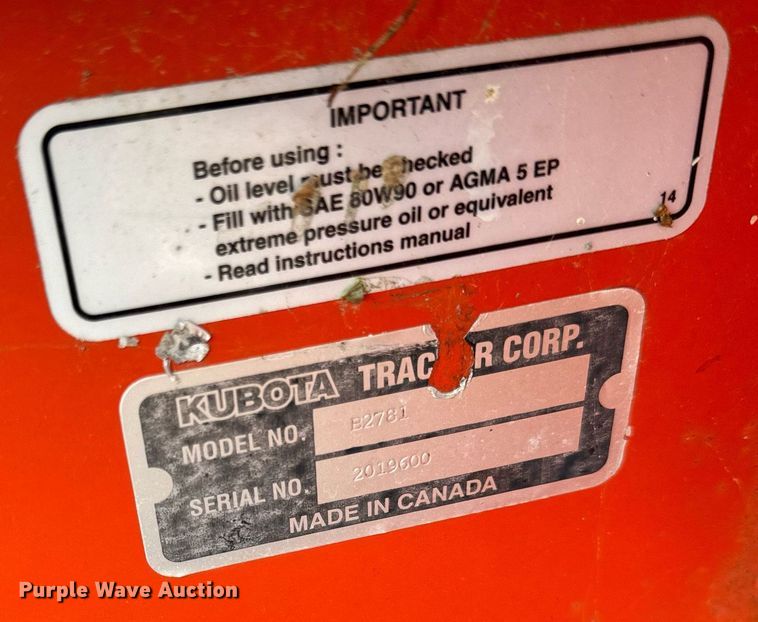 IMPORTANT
Before using :
- Oil level must be checked
- Fill with SAE 80W90 or AGMA 5 EP
extreme pressure oil or equivalent
- Read instructions manual
14
KUBOTA TRACTOR CORP.
MODEL NO. B2781
SERIAL NO. 2019600
MADE IN CANADA
Purple Wave Auction